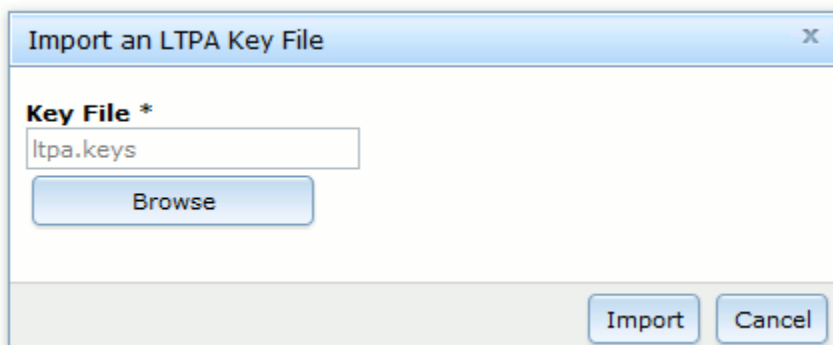 Import an LTPA Key File x
Key File *
ltpa.keys
Browse
Import Cancel